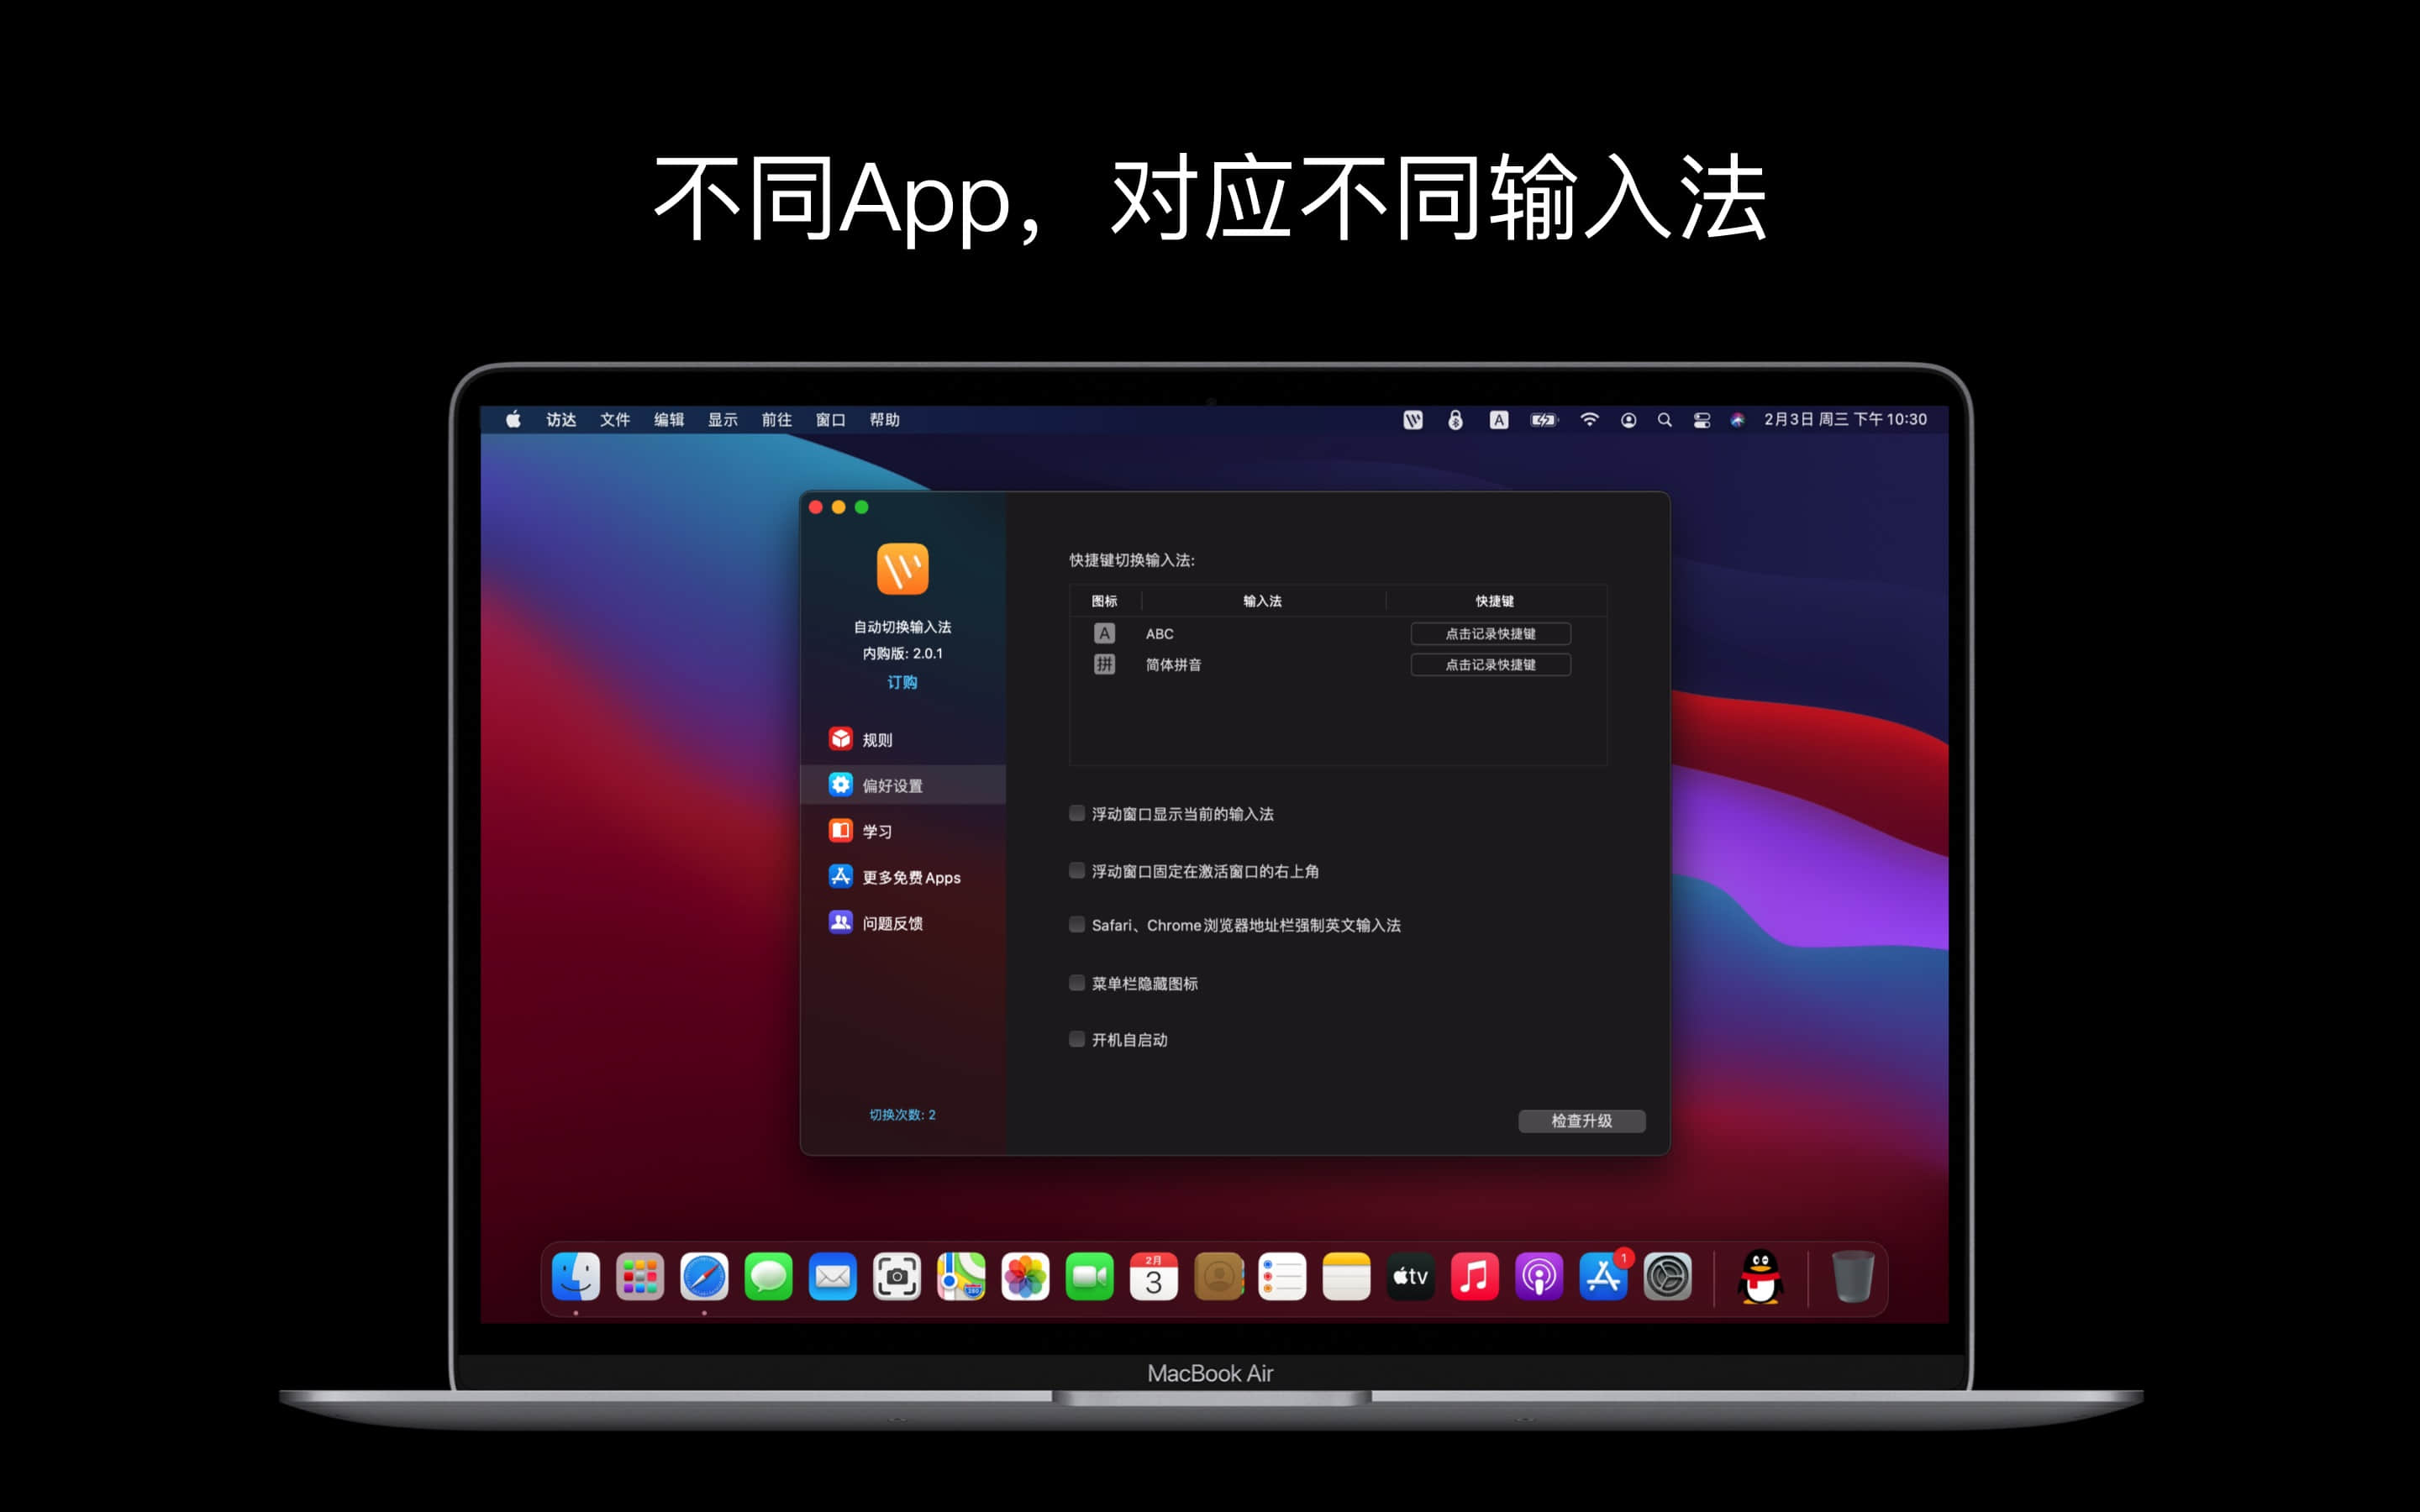 不同App，对应不同输入法
访达 文件 编辑 显示 前往 窗口 帮助 A 2月3日 周三 下午10:30
自动切换输入法
内购版: 2.0.1
订购
规则
偏好设置
学习
更多免费Apps
问题反馈
切换次数: 2
快捷键切换输入法:
图标 输入法 快捷键
A ABC 点击记录快捷键
拼 简体拼音 点击记录快捷键
浮动窗口显示当前的输入法
浮动窗口固定在激活窗口的右上角
Safari、Chrome浏览器地址栏强制英文输入法
菜单栏隐藏图标
开机自启动
检查升级
280
2月
3
tv
1
MacBook Air